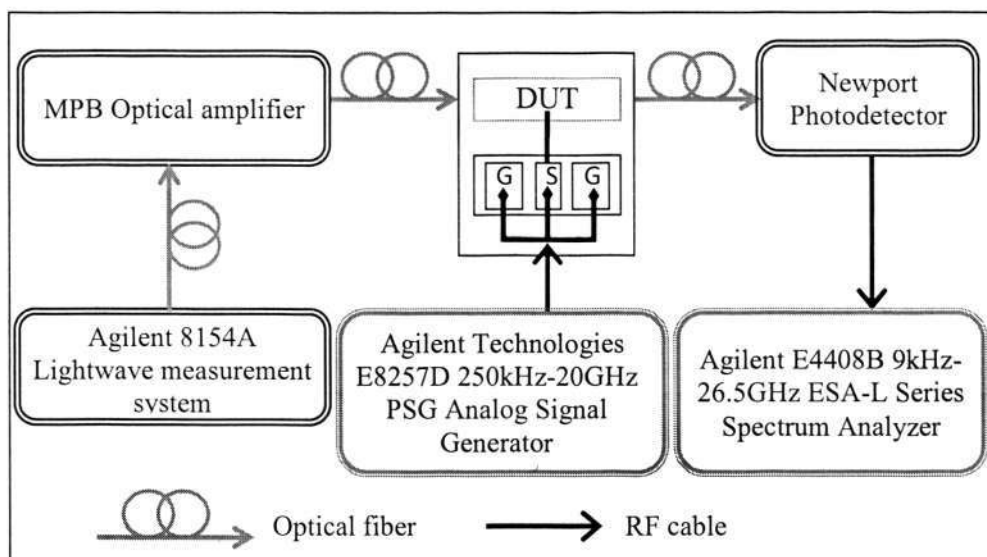 MPB Optical amplifier
DUT
G S G
Newport
Photodetector
Agilent 8154A
Lightwave measurement
system
Agilent Technologies
E8257D 250kHz-20GHz
PSG Analog Signal
Generator
Agilent E4408B 9kHz-
26.5GHz ESA-L Series
Spectrum Analyzer
Optical fiber
RF cable